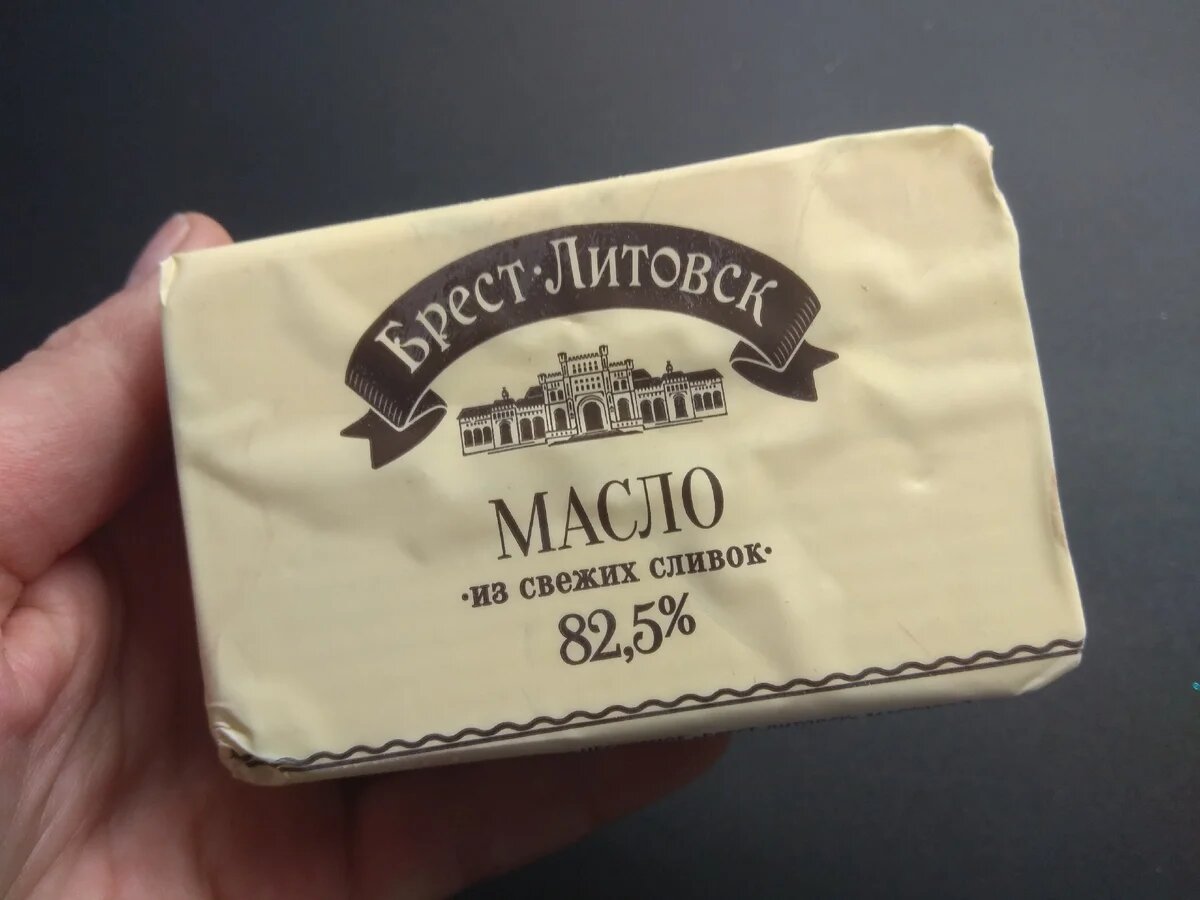 Брест-Литовск
МАСЛО
·из свежих сливок·
82,5%